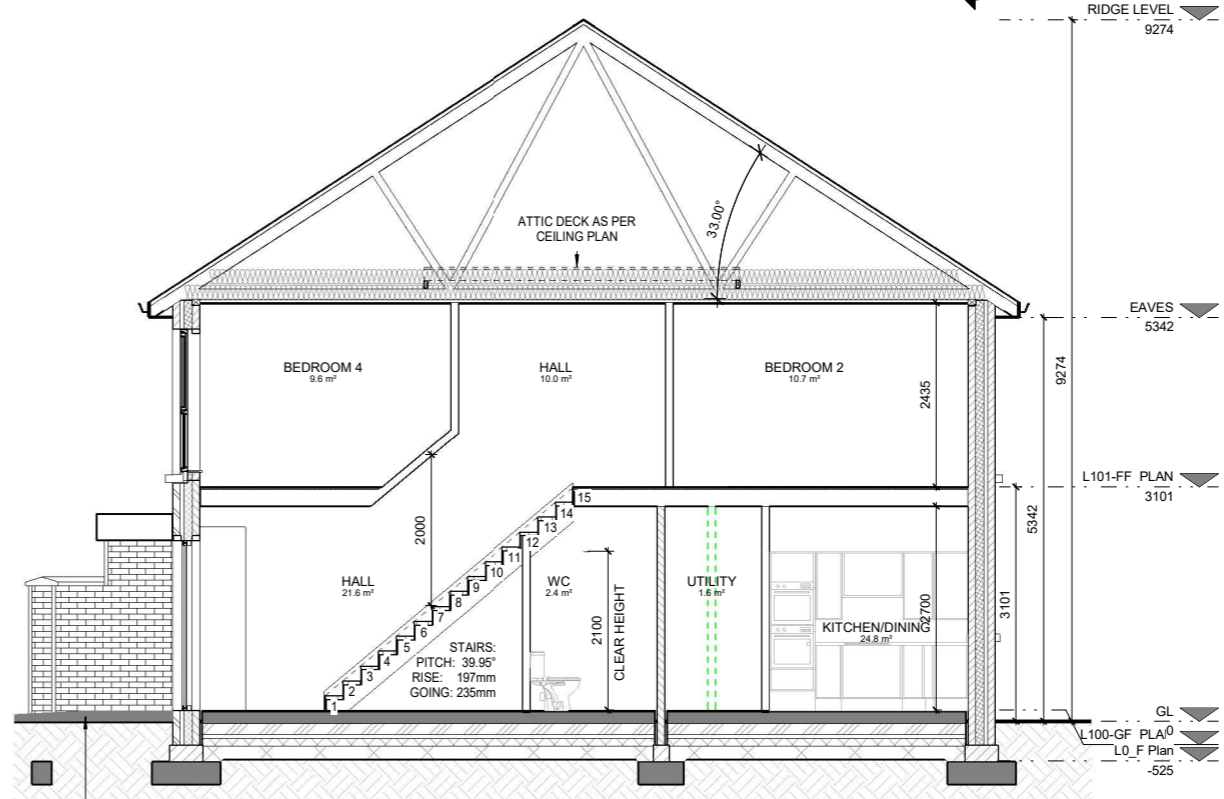 RIDGE LEVEL
9274
ATTIC DECK AS PER
CEILING PLAN
33.00°
EAVES
5342
9274
BEDROOM 4
9.6 m²
HALL
10.0 m²
BEDROOM 2
10.7 m²
2435
L101-FF PLAN
3101
5342
2000
15
14
13
12
11
10
9
8
7
6
5
4
3
2
1
HALL
21.6 m²
WC
2.4 m²
2100
CLEAR HEIGHT
UTILITY
1.6 m²
KITCHEN/DINING
24.8 m²
2700
3101
STAIRS:
PITCH: 39.95°
RISE: 197mm
GOING: 235mm
GL
0
L100-GF PLA
L0_F Plan
-525